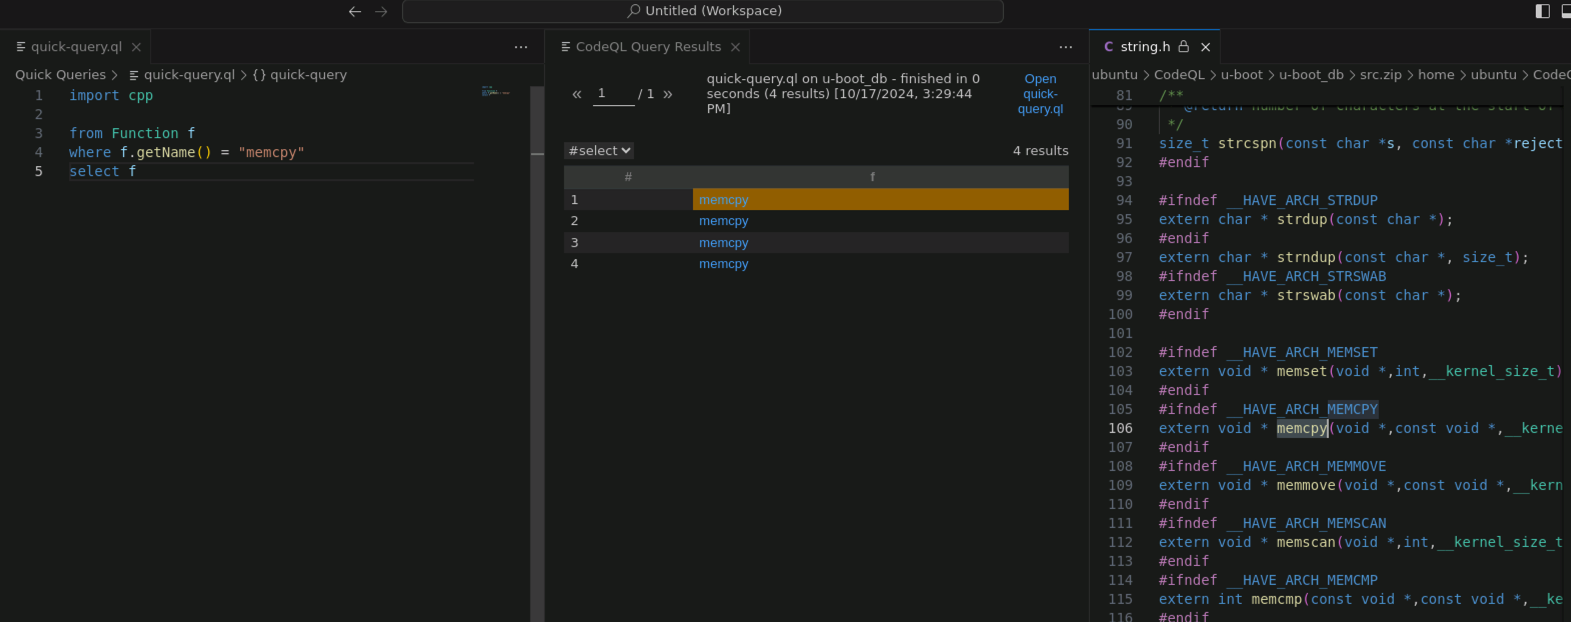 Untitled (Workspace)
quick-query.ql
Quick Queries > quick-query.ql > {} quick-query
1 import cpp
2
3 from Function f
4 where f.getName() = "memcpy"
5 select f
CodeQL Query Results
« 1 / 1 »
quick-query.ql on u-boot_db - finished in 0
seconds (4 results) [10/17/2024, 3:29:44
PM]
Open
quick-
query.ql
#select
4 results
# f
1 memcpy
2 memcpy
3 memcpy
4 memcpy
C string.h
ubuntu > CodeQL > u-boot > u-boot_db > src.zip > home > ubuntu > Code
81 /**
90 */
91 size_t strcspn(const char *s, const char *reject
92 #endif
93
94 #ifndef __HAVE_ARCH_STRDUP
95 extern char * strdup(const char *);
96 #endif
97 extern char * strndup(const char *, size_t);
98 #ifndef __HAVE_ARCH_STRSWAB
99 extern char * strswab(const char *);
100 #endif
101
102 #ifndef __HAVE_ARCH_MEMSET
103 extern void * memset(void *,int,__kernel_size_t)
104 #endif
105 #ifndef __HAVE_ARCH_MEMCPY
106 extern void * memcpy(void *,const void *,__kerne
107 #endif
108 #ifndef __HAVE_ARCH_MEMMOVE
109 extern void * memmove(void *,const void *,__kern
110 #endif
111 #ifndef __HAVE_ARCH_MEMSCAN
112 extern void * memscan(void *,int,__kernel_size_t
113 #endif
114 #ifndef __HAVE_ARCH_MEMCMP
115 extern int memcmp(const void *,const void *,__ke
116 #endif